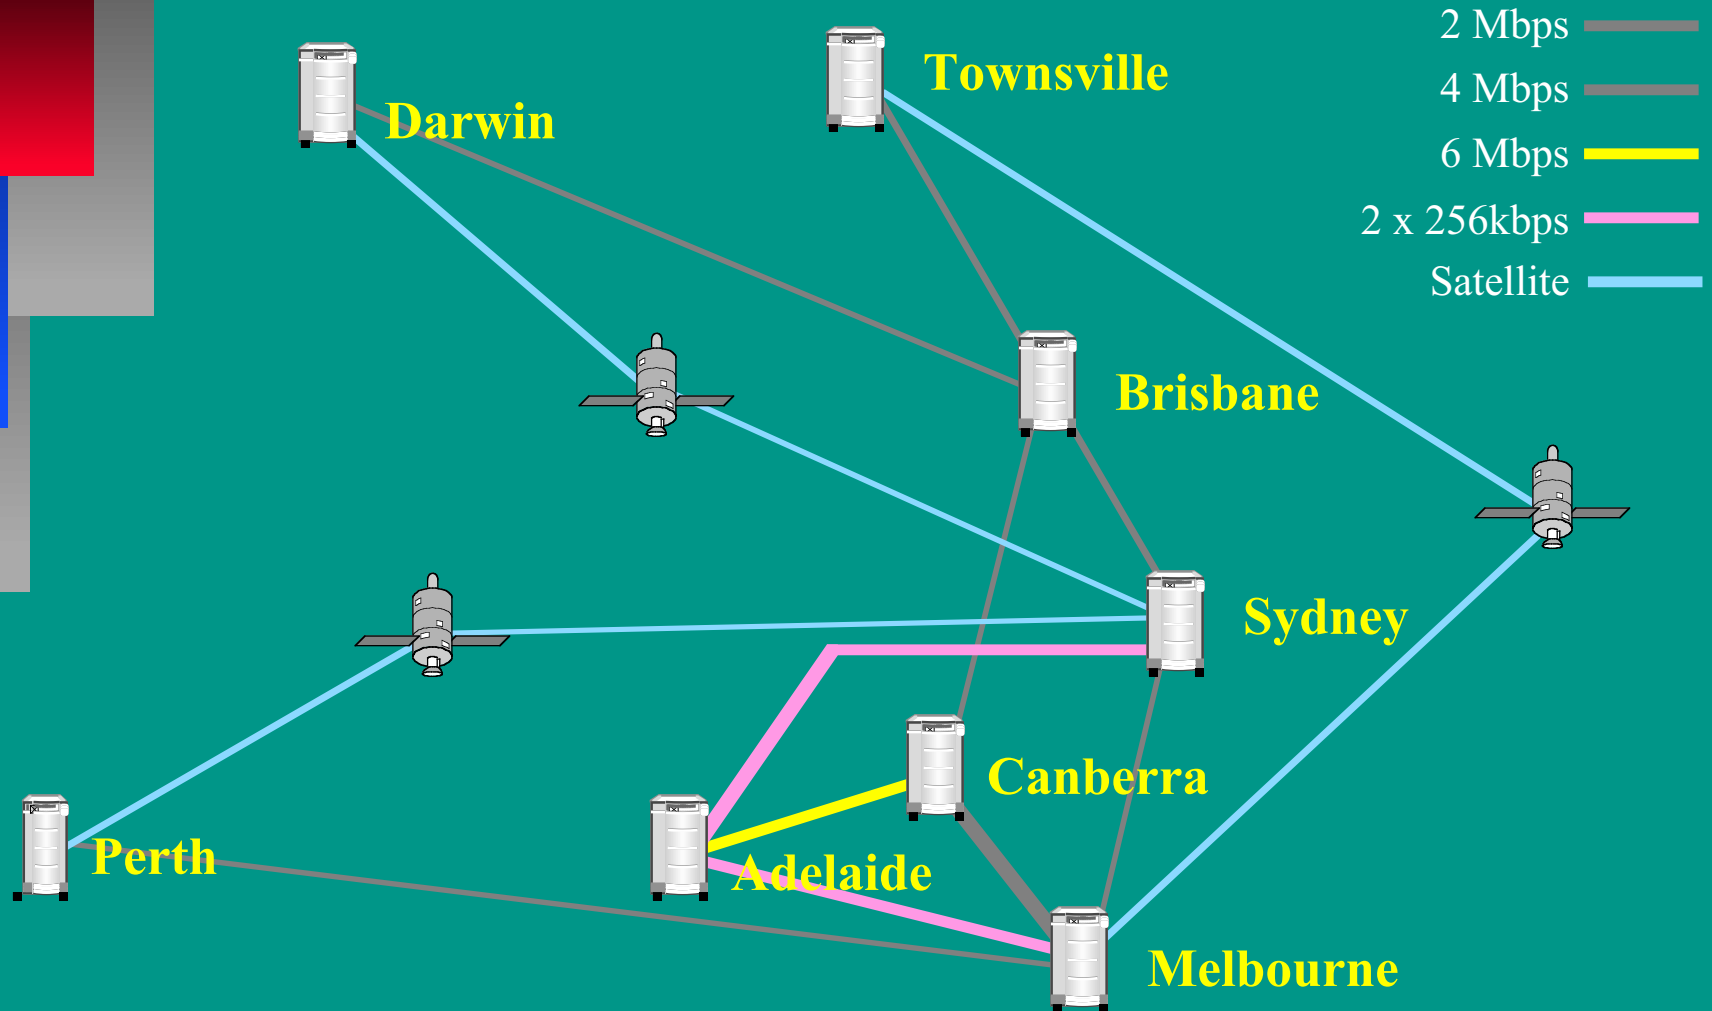 2 Mbps
Townsville
4 Mbps
Darwin
6 Mbps
2 x 256kbps
Satellite
Brisbane
Sydney
Canberra
Perth
Adelaide
Melbourne